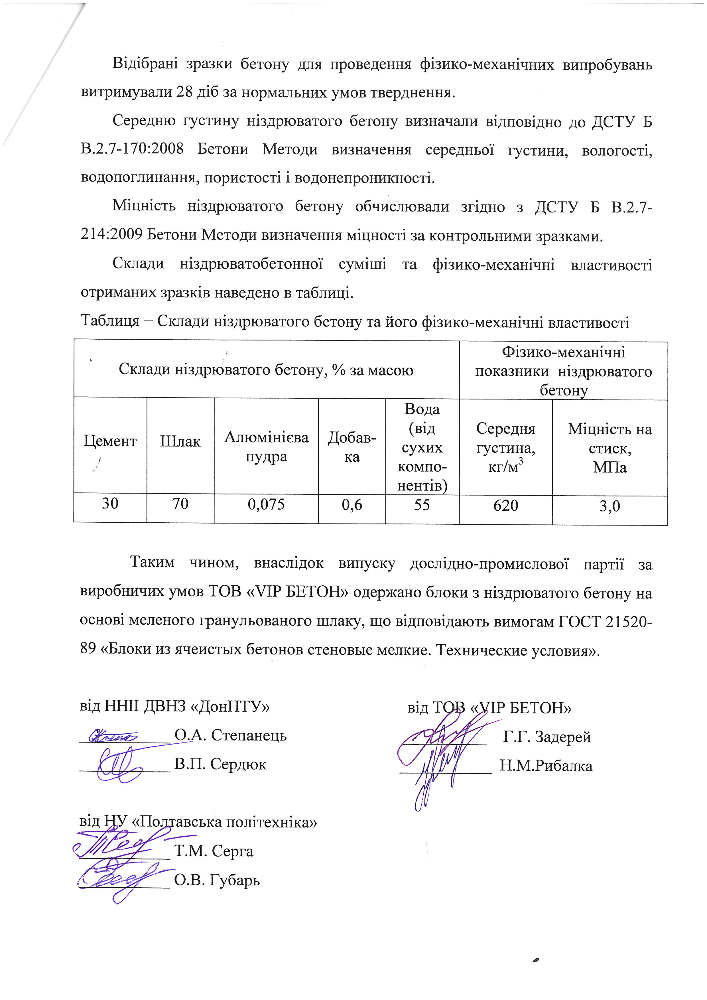 Відібрані зразки бетону для проведення фізико-механічних випробувань
витримували 28 діб за нормальних умов тверднення.
Середню густину ніздрюватого бетону визначали відповідно до ДСТУ Б
В.2.7-170:2008 Бетони Методи визначення середньої густини, вологості,
водопоглинання, пористості і водонепроникності.
Міцність ніздрюватого бетону обчислювали згідно з ДСТУ Б В.2.7-
214:2009 Бетони Методи визначення міцності за контрольними зразками.
Склади ніздрюватобетонної суміші та фізико-механічні властивості
отриманих зразків наведено в таблиці.
Таблиця − Склади ніздрюватого бетону та його фізико-механічні властивості
Склади ніздрюватого бетону, % за масою
Фізико-механічні
показники ніздрюватого
бетону
Цемент
Шлак
Алюмінієва
пудра
Добав-
ка
Вода
(від
сухих
компо-
нентів)
Середня
густина,
кг/м³
Міцність на
стиск,
МПа
30 70 0,075 0,6 55 620 3,0
Таким чином, внаслідок випуску дослідно-промислової партії за
виробничих умов ТОВ «VIP БЕТОН» одержано блоки з ніздрюватого бетону на
основі меленого гранульованого шлаку, що відповідають вимогам ГОСТ 21520-
89 «Блоки из ячеистых бетонов стеновые мелкие. Технические условия».
від ННІІ ДВНЗ «ДонНТУ»
О.А. Степанець
В.П. Сердюк
від ТОВ «VIP БЕТОН»
Г.Г. Задерей
Н.М.Рибалка
від НУ «Полтавська політехніка»
Т.М. Серга
О.В. Губарь